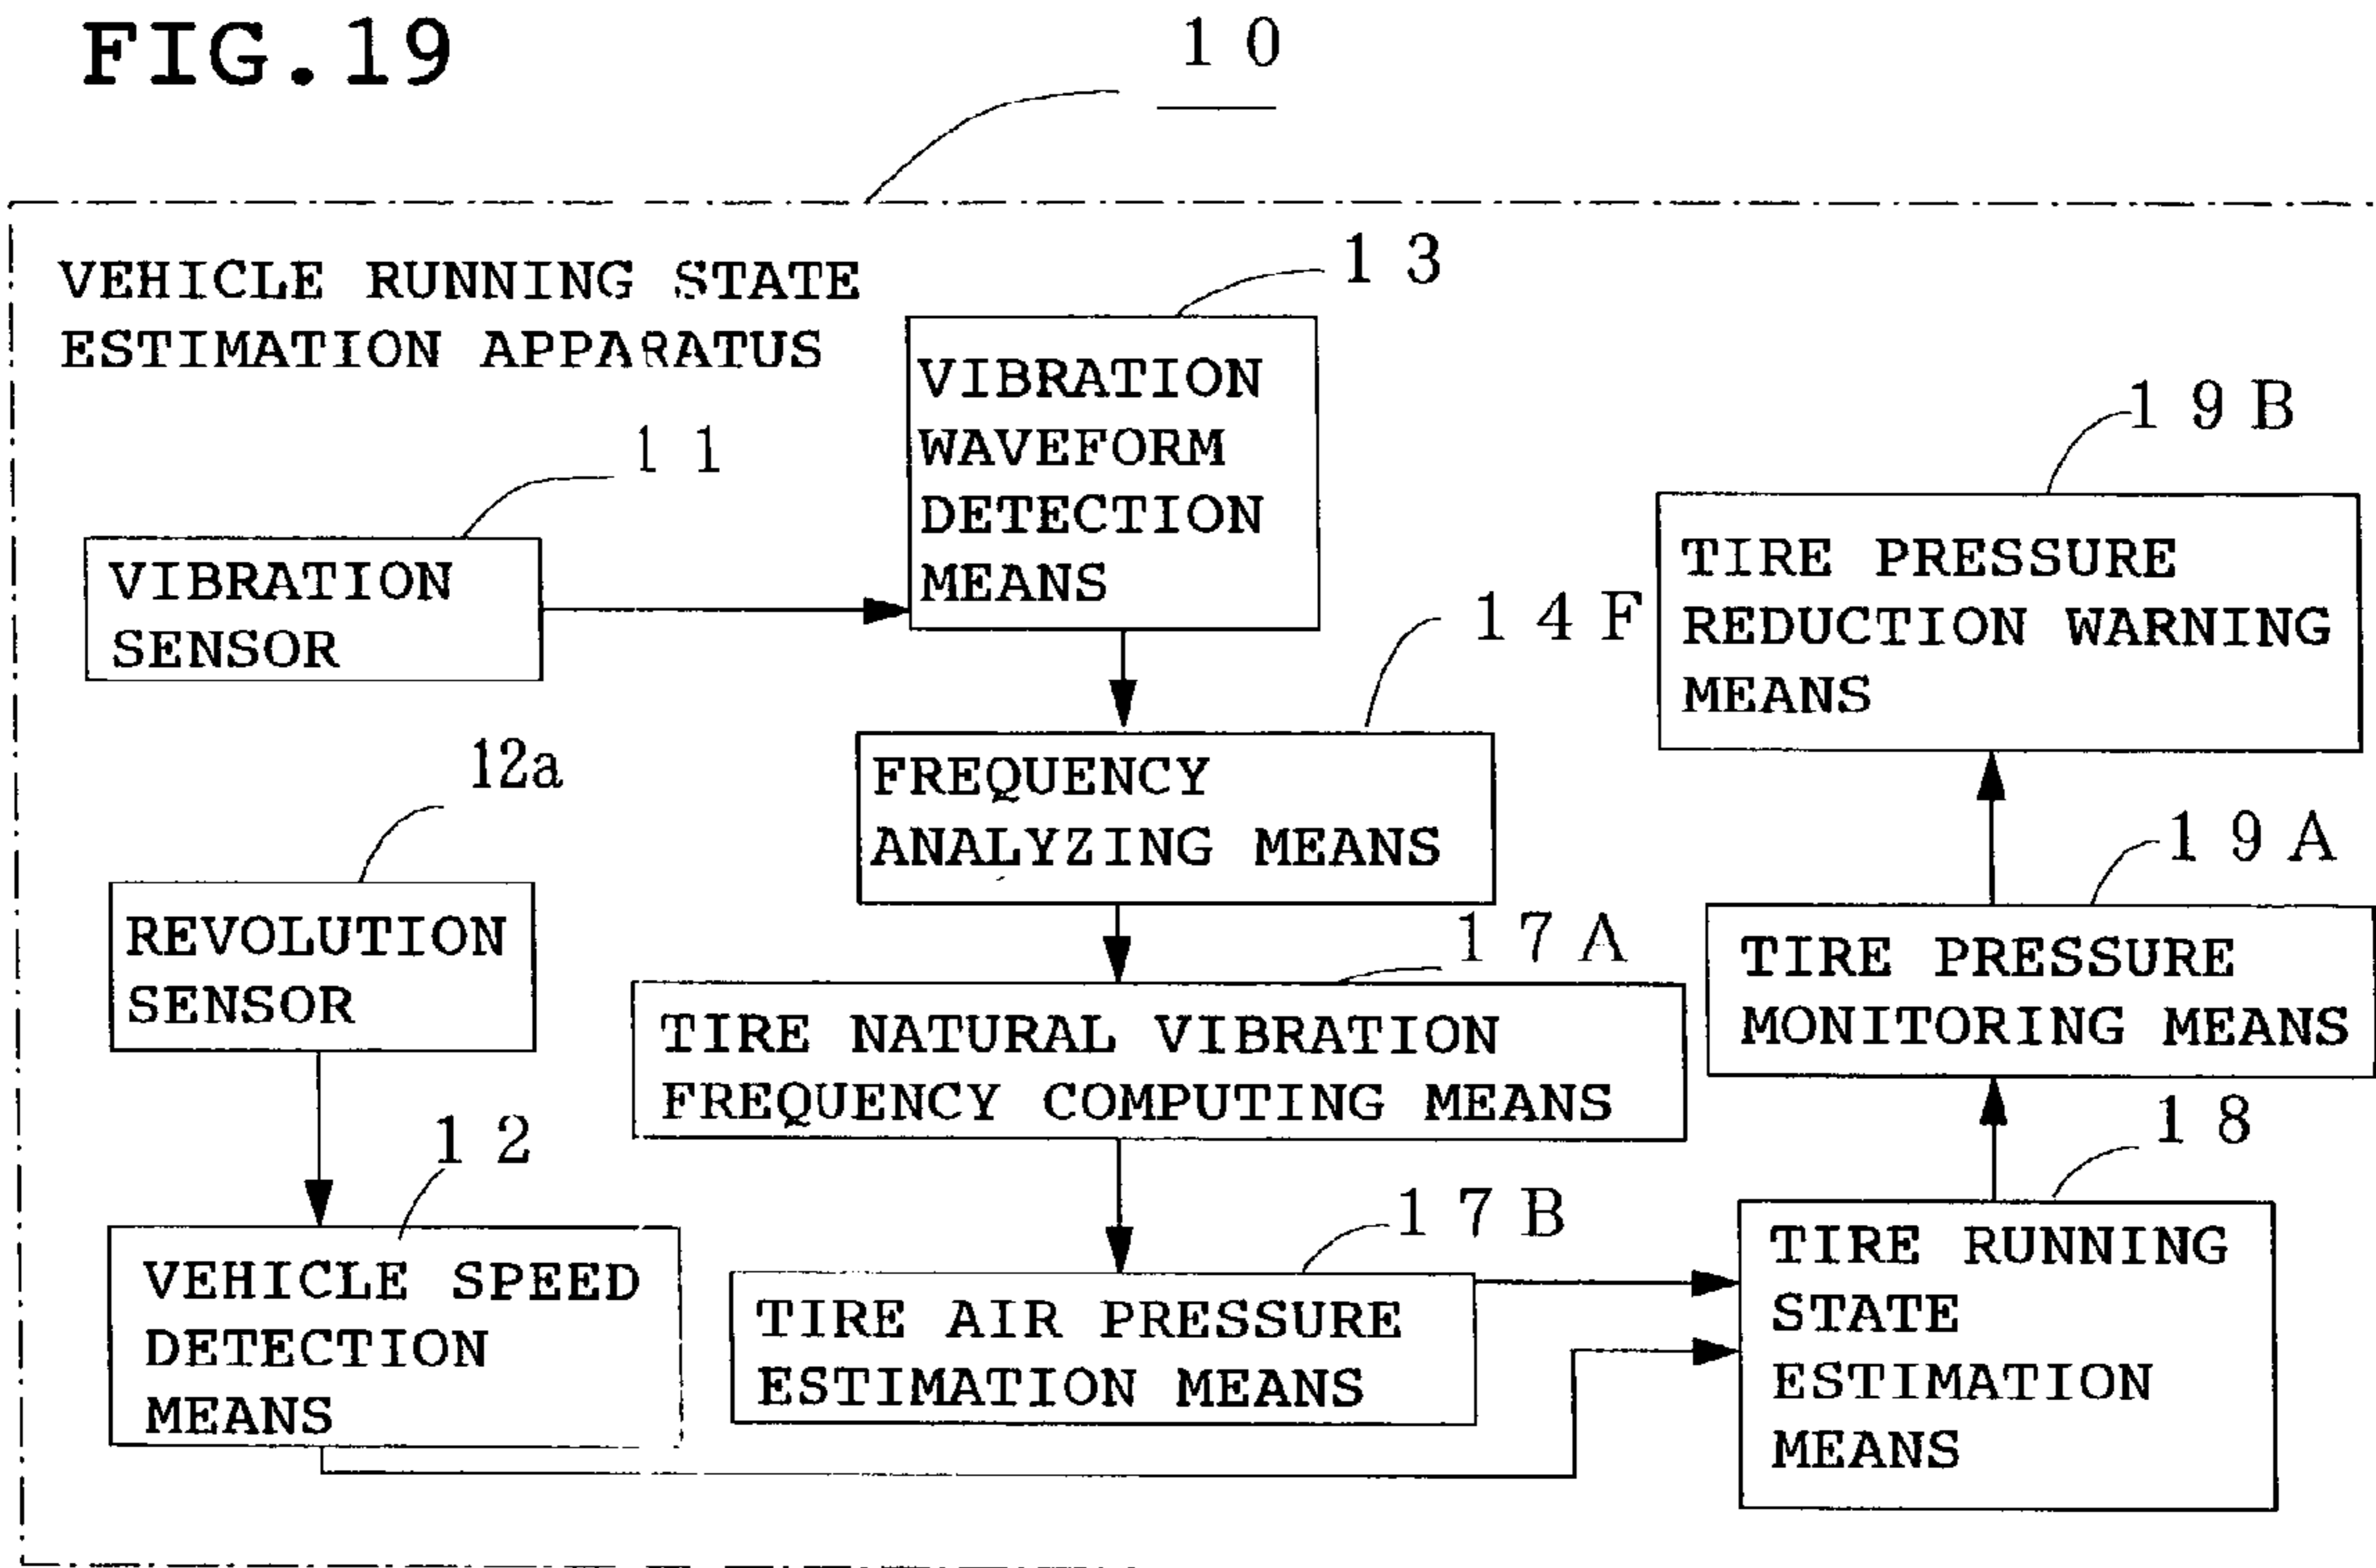 FIG.19
10
VEHICLE RUNNING STATE
ESTIMATION APPARATUS
13
VIBRATION
WAVEFORM
DETECTION
MEANS
11
VIBRATION
SENSOR
19B
TIRE PRESSURE
REDUCTION WARNING
MEANS
14F
FREQUENCY
ANALYZING MEANS
12a
REVOLUTION
SENSOR
19A
TIRE PRESSURE
MONITORING MEANS
17A
TIRE NATURAL VIBRATION
FREQUENCY COMPUTING MEANS
12
VEHICLE SPEED
DETECTION
MEANS
17B
TIRE AIR PRESSURE
ESTIMATION MEANS
18
TIRE RUNNING
STATE
ESTIMATION
MEANS